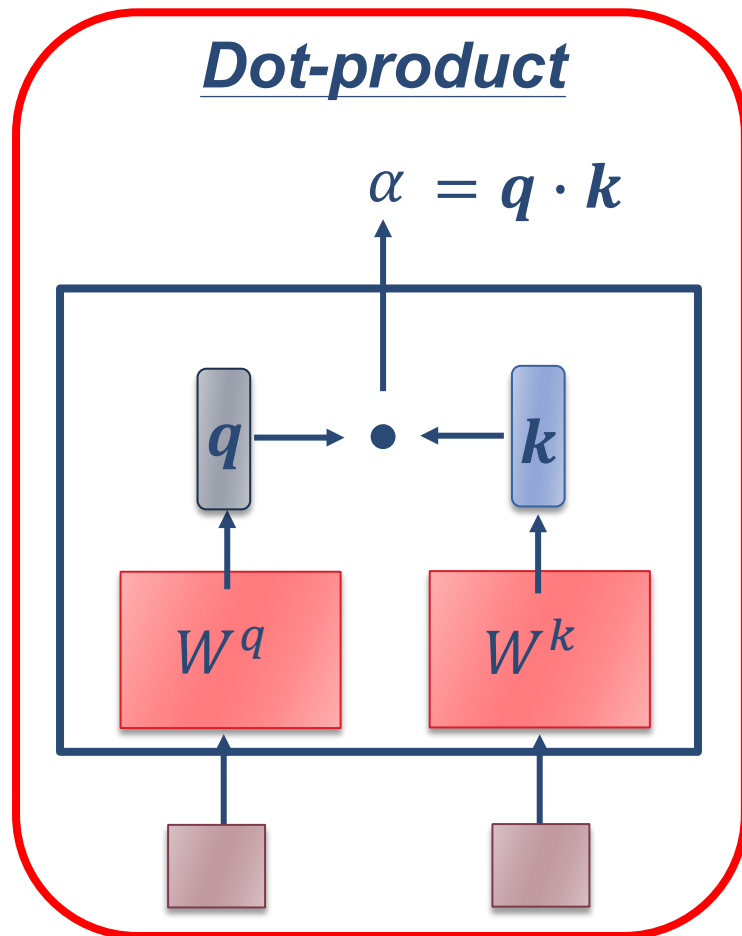 Dot-product
α = q · k
q k
W^q W^k